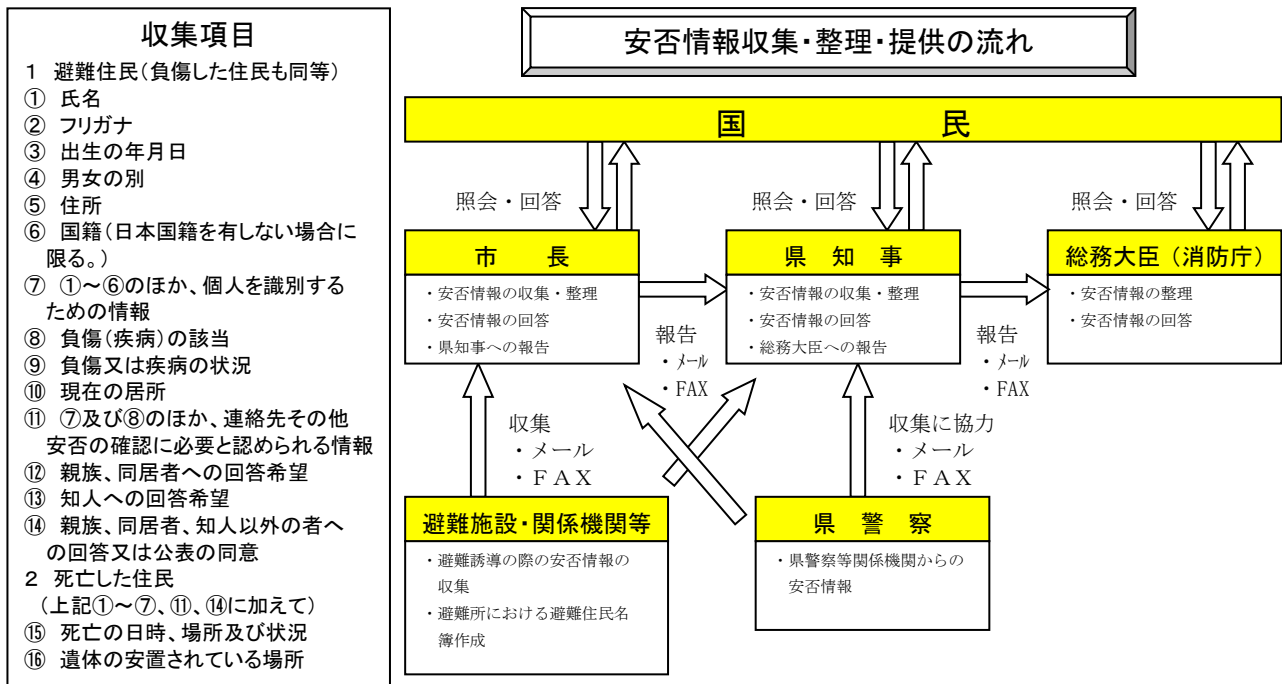 収集項目
1 避難住民(負傷した住民も同等)
① 氏名
② フリガナ
③ 出生の年月日
④ 男女の別
⑤ 住所
⑥ 国籍(日本国籍を有しない場合に
限る。)
⑦ ①~⑥のほか、個人を識別する
ための情報
⑧ 負傷(疾病)の該当
⑨ 負傷又は疾病の状況
⑩ 現在の居所
⑪ ⑦及び⑧のほか、連絡先その他
安否の確認に必要と認められる情報
⑫ 親族、同居者への回答希望
⑬ 知人への回答希望
⑭ 親族、同居者、知人以外の者へ
の回答又は公表の同意
2 死亡した住民
(上記①~⑦、⑪、⑭に加えて)
⑮ 死亡の日時、場所及び状況
⑯ 遺体の安置されている場所
安否情報収集・整理・提供の流れ
国 民
照会・回答
照会・回答
照会・回答
市 長
・安否情報の収集・整理
・安否情報の回答
・県知事への報告
報告
・メール
・FAX
県 知 事
・安否情報の収集・整理
・安否情報の回答
・総務大臣への報告
報告
・メール
・FAX
総務大臣(消防庁)
・安否情報の整理
・安否情報の回答
収集
・メール
・FAX
収集に協力
・メール
・FAX
避難施設・関係機関等
・避難誘導の際の安否情報の
収集
・避難所における避難住民名
簿作成
県 警 察
・県警察等関係機関からの
安否情報